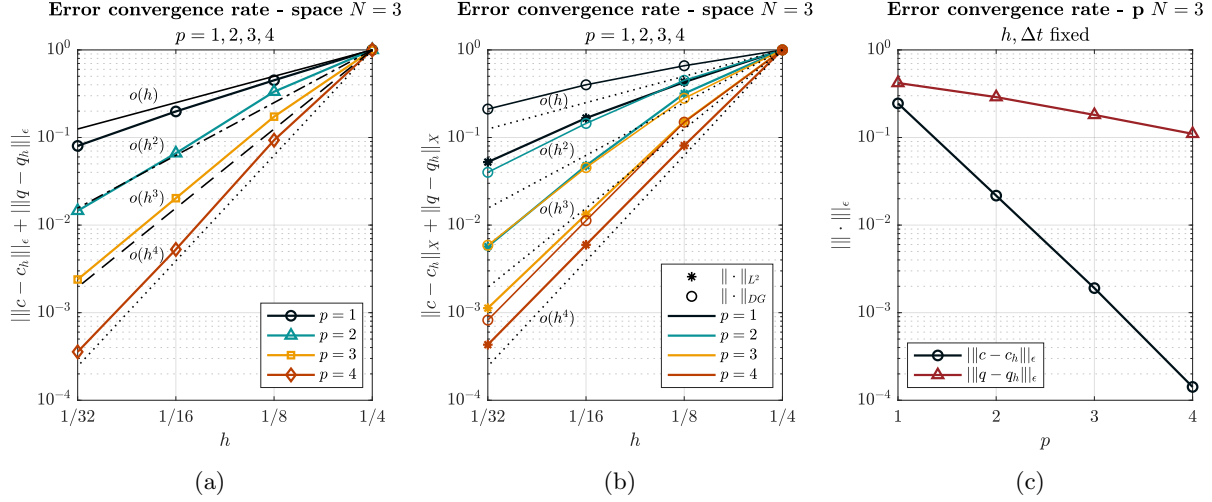 Error convergence rate - space N = 3
p = 1, 2, 3, 4
|||c − c_h|||_ϵ + |||q − q_h|||_ϵ
10^0
10^−1
10^−2
10^−3
10^−4
o(h)
o(h^2)
o(h^3)
o(h^4)
p = 1
p = 2
p = 3
p = 4
1/32 1/16 1/8 1/4
h
(a)
Error convergence rate - space N = 3
p = 1, 2, 3, 4
‖c − c_h‖_X + ‖q − q_h‖_X
10^0
10^−1
10^−2
10^−3
10^−4
o(h)
o(h^2)
o(h^3)
o(h^4)
‖ · ‖_{L^2}
‖ · ‖_{DG}
p = 1
p = 2
p = 3
p = 4
1/32 1/16 1/8 1/4
h
(b)
Error convergence rate - p N = 3
h, Δt fixed
||| · |||_ϵ
10^0
10^−1
10^−2
10^−3
10^−4
|||c − c_h|||_ϵ
|||q − q_h|||_ϵ
1 2 3 4
p
(c)